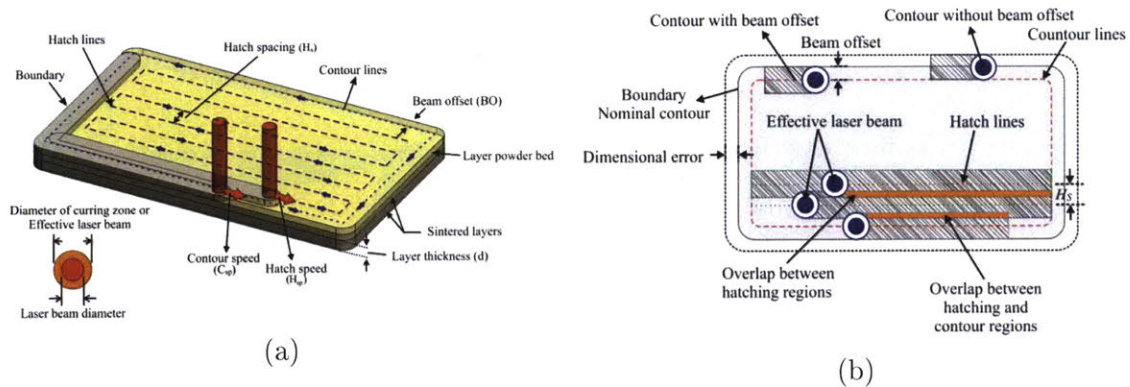 Hatch lines
Hatch spacing (Hs)
Boundary
Contour lines
Beam offset (BO)
Layer powder bed
Diameter of curring zone or
Effective laser beam
Sintered layers
Contour speed
(Csp)
Hatch speed
(Hsp)
Layer thickness (d)
Laser beam diameter
(a)
Contour with beam offset
Contour without beam offset
Beam offset
Countour lines
Boundary
Nominal contour
Effective laser beam
Hatch lines
Dimensional error
HS
Overlap between
hatching regions
Overlap between
hatching and
contour regions
(b)